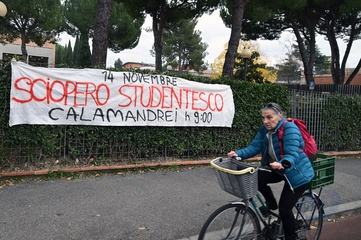 14 NOVEMBRE
SCIOPERO STUDENTESCO
CALAMANDREI h 9:00